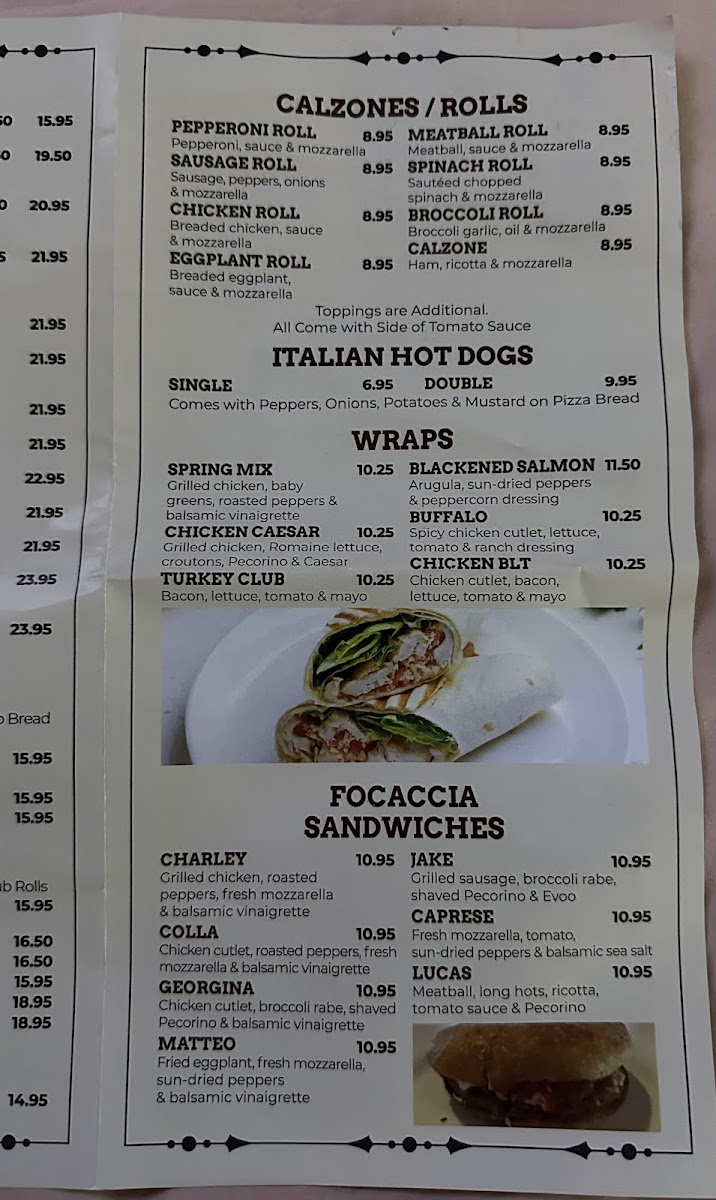 15.95
19.50
20.95
21.95
21.95
21.95
21.95
21.95
22.95
21.95
21.95
23.95
23.95
Bread
15.95
15.95
15.95
Rolls
15.95
16.50
16.50
15.95
18.95
18.95
14.95
CALZONES / ROLLS
PEPPERONI ROLL 8.95
Pepperoni, sauce & mozzarella
SAUSAGE ROLL 8.95
Sausage, peppers, onions
& mozzarella
CHICKEN ROLL 8.95
Breaded chicken, sauce
& mozzarella
EGGPLANT ROLL 8.95
Breaded eggplant,
sauce & mozzarella
MEATBALL ROLL 8.95
Meatball, sauce & mozzarella
SPINACH ROLL 8.95
Sautéed chopped
spinach & mozzarella
BROCCOLI ROLL 8.95
Broccoli garlic, oil & mozzarella
CALZONE 8.95
Ham, ricotta & mozzarella
Toppings are Additional.
All Come with Side of Tomato Sauce
ITALIAN HOT DOGS
SINGLE 6.95 DOUBLE 9.95
Comes with Peppers, Onions, Potatoes & Mustard on Pizza Bread
WRAPS
SPRING MIX 10.25
Grilled chicken, baby
greens, roasted peppers &
balsamic vinaigrette
CHICKEN CAESAR 10.25
Grilled chicken, Romaine lettuce,
croutons, Pecorino & Caesar
TURKEY CLUB 10.25
Bacon, lettuce, tomato & mayo
BLACKENED SALMON 11.50
Arugula, sun-dried peppers
& peppercorn dressing
BUFFALO 10.25
Spicy chicken cutlet, lettuce,
tomato & ranch dressing
CHICKEN BLT 10.25
Chicken cutlet, bacon,
lettuce, tomato & mayo
FOCACCIA
SANDWICHES
CHARLEY 10.95
Grilled chicken, roasted
peppers, fresh mozzarella
& balsamic vinaigrette
COLLA 10.95
Chicken cutlet, roasted peppers, fresh
mozzarella & balsamic vinaigrette
GEORGINA 10.95
Chicken cutlet, broccoli rabe, shaved
Pecorino & balsamic vinaigrette
MATTEO 10.95
Fried eggplant, fresh mozzarella,
sun-dried peppers
& balsamic vinaigrette
JAKE 10.95
Grilled sausage, broccoli rabe,
shaved Pecorino & Evoo
CAPRESE 10.95
Fresh mozzarella, tomato,
sun-dried peppers & balsamic sea salt
LUCAS 10.95
Meatball, long hots, ricotta,
tomato sauce & Pecorino